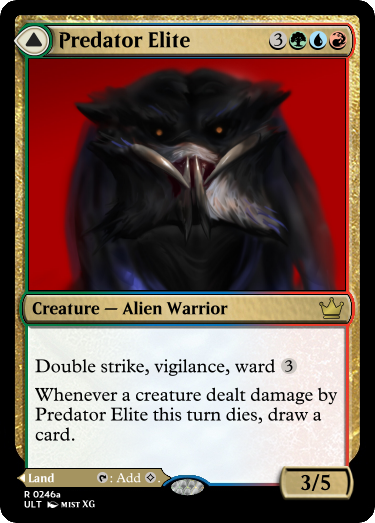 Predator Elite 3
Creature — Alien Warrior
Double strike, vigilance, ward 3
Whenever a creature dealt damage by
Predator Elite this turn dies, draw a
card.
Land : Add .
3/5
R 0246a
ULT MIST XG